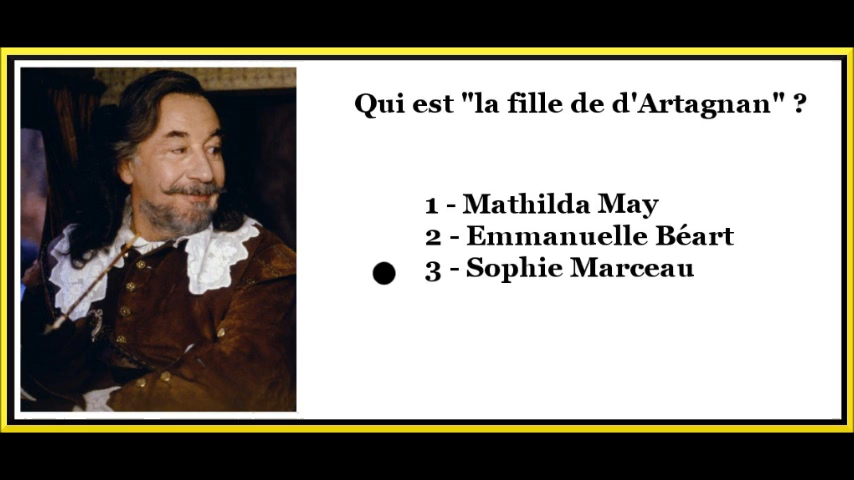 Qui est "la fille de d'Artagnan" ?
1 - Mathilda May
2 - Emmanuelle Béart
3 - Sophie Marceau